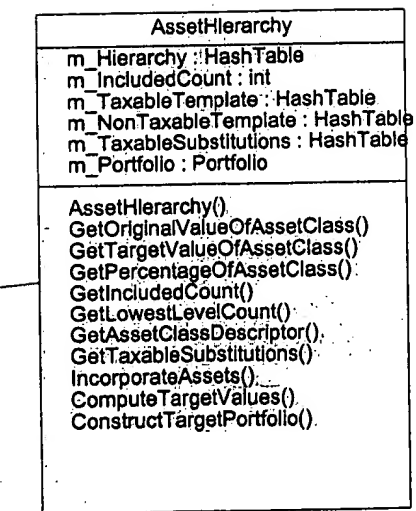 AssetHierarchy
m_Hierarchy : HashTable
m_IncludedCount : int
m_TaxableTemplate : HashTable
m_NonTaxableTemplate : HashTable
m_TaxableSubstitutions : HashTable
m_Portfolio : Portfolio
AssetHierarchy()
GetOriginalValueOfAssetClass()
GetTargetValueOfAssetClass()
GetPercentageOfAssetClass()
GetIncludedCount()
GetLowestLevelCount()
GetAssetClassDescriptor()
GetTaxableSubstitutions()
IncorporateAssets()
ComputeTargetValues()
ConstructTargetPortfolio()